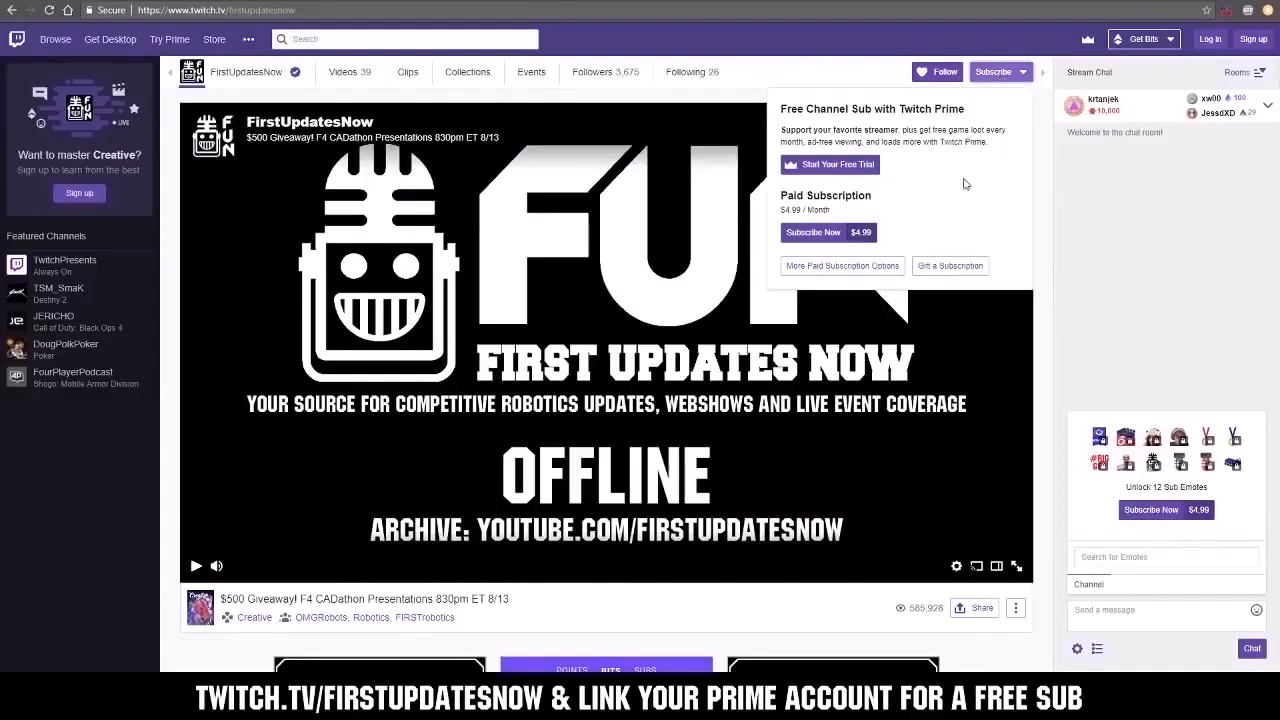 Secure
https://www.twitch.tv/firstupdatesnow
Browse
Get Desktop
Try Prime
Store
Search
Get Bits
Log in
Sign up
FirstUpdatesNow
Videos 39
Clips
Collections
Events
Followers 3,675
Following 26
Follow
Subscribe
Stream Chat
Rooms
FUN
LIVE
Want to master Creative?
Sign up to learn from the best
Sign up
Featured Channels
TwitchPresents
Always On
TSM_SmaK
Destiny 2
JERICHO
Call of Duty: Black Ops 4
DougPolkPoker
Poker
FourPlayerPodcast
Shogo: Mobile Armor Division
FUN
FirstUpdatesNow
$500 Giveaway! F4 CADathon Presentations 830pm ET 8/13
FUN
FIRST UPDATES NOW
YOUR SOURCE FOR COMPETITIVE ROBOTICS UPDATES, WEBSHOWS AND LIVE EVENT COVERAGE
OFFLINE
ARCHIVE: YOUTUBE.COM/FIRSTUPDATESNOW
Free Channel Sub with Twitch Prime
Support your favorite streamer, plus get free game loot every
month, ad-free viewing, and loads more with Twitch Prime.
Start Your Free Trial
Paid Subscription
$4.99 / Month
Subscribe Now $4.99
More Paid Subscription Options
Gift a Subscription
$500 Giveaway! F4 CADathon Presentations 830pm ET 8/13
Creative
OMGRobots, Robotics, FIRSTrobotics
585,928
Share
POINTS BITS SUBS
krtanjek
10,000
xw00 100
JessdXD 29
Welcome to the chat room!
Unlock 12 Sub Emotes
Subscribe Now $4.99
Search for Emotes
Channel
Send a message
Chat
TWITCH.TV/FIRSTUPDATESNOW & LINK YOUR PRIME ACCOUNT FOR A FREE SUB